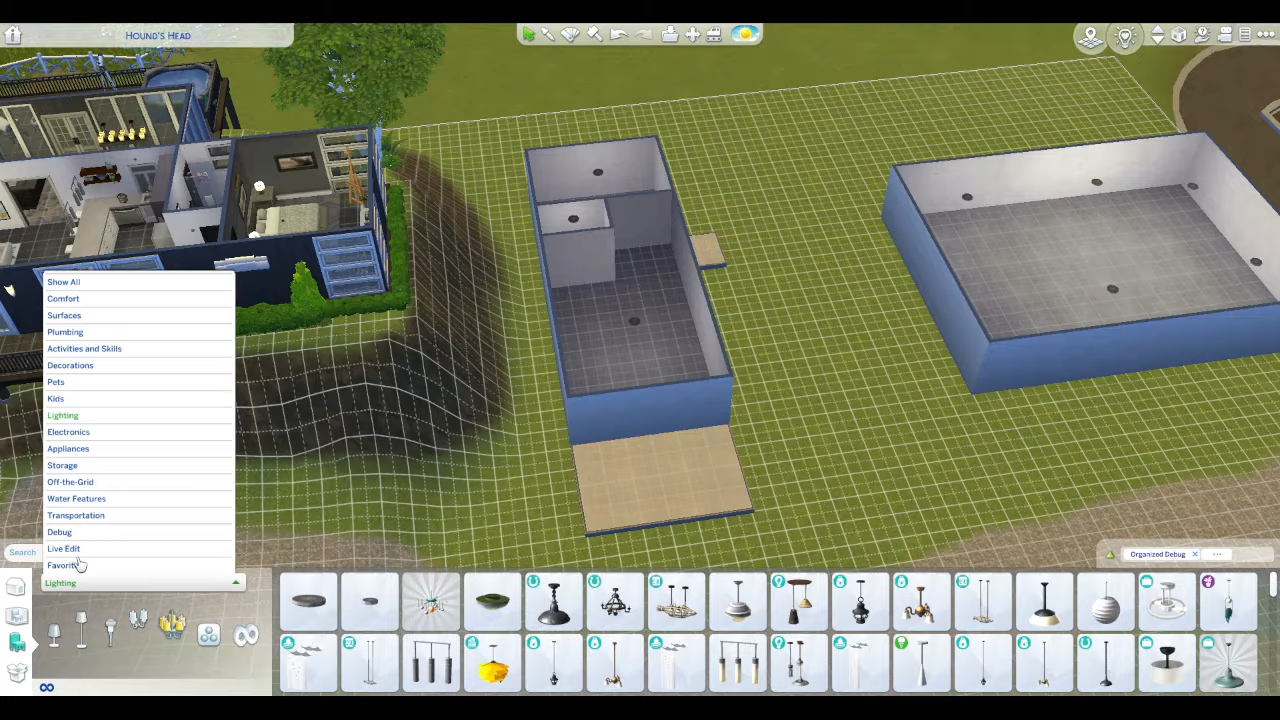 HOUND'S HEAD
Show All
Comfort
Surfaces
Plumbing
Activities and Skills
Decorations
Pets
Kids
Lighting
Electronics
Appliances
Storage
Off-the-Grid
Water Features
Transportation
Debug
Live Edit
Search
Lighting
Organized Debug